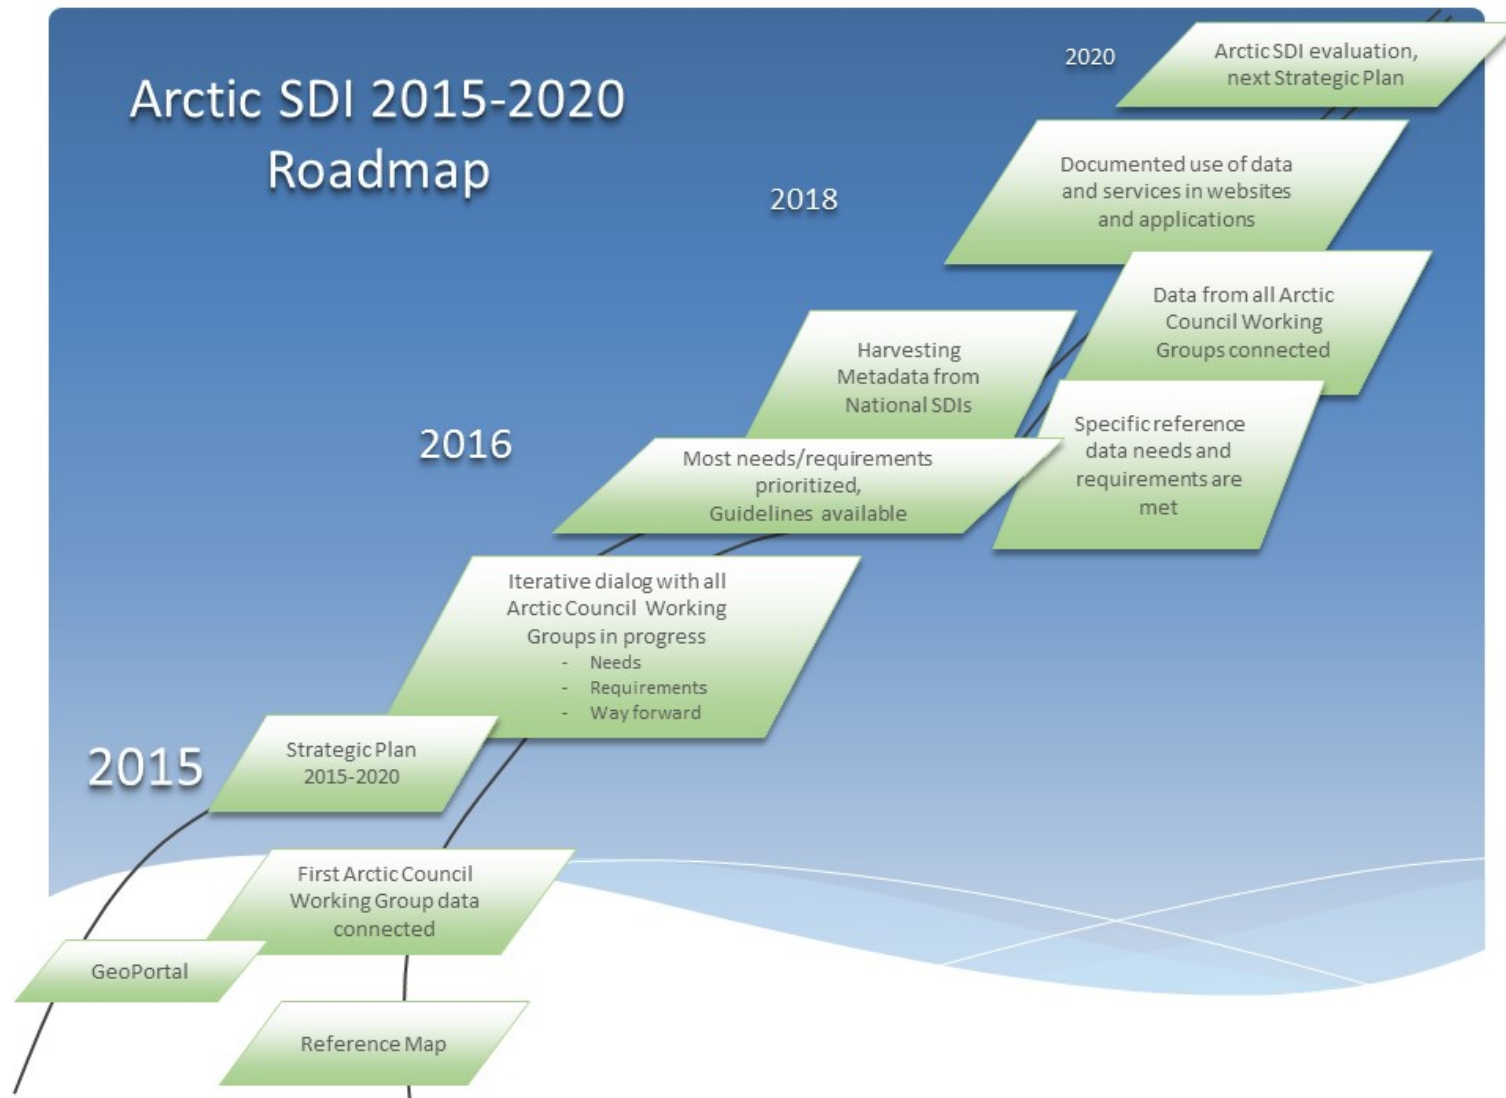 Arctic SDI 2015-2020
Roadmap
2020
Arctic SDI evaluation,
next Strategic Plan
2018
Documented use of data
and services in websites
and applications
Data from all Arctic
Council Working
Groups connected
Harvesting
Metadata from
National SDIs
Specific reference
data needs and
requirements are
met
2016
Most needs/requirements
prioritized,
Guidelines available
Iterative dialog with all
Arctic Council Working
Groups in progress
- Needs
- Requirements
- Way forward
2015
Strategic Plan
2015-2020
First Arctic Council
Working Group data
connected
GeoPortal
Reference Map